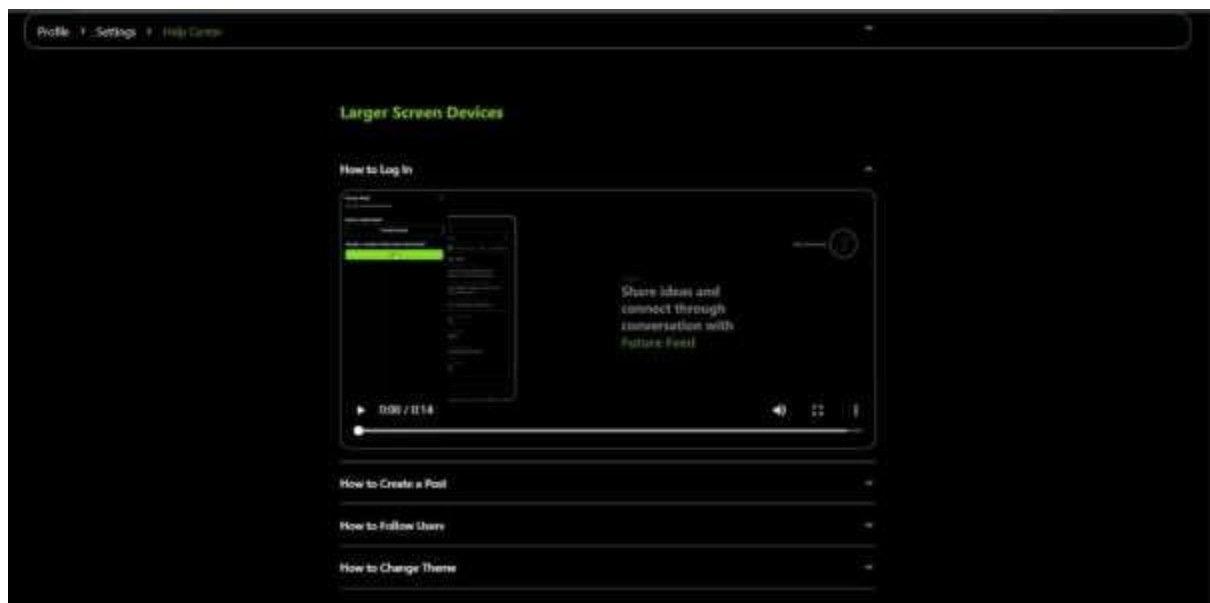 Profile › Settings › Help Center
Larger Screen Devices
How to Log In
Share ideas and
connect through
conversation with
Future Feed
0:00 / 0:14
How to Create a Post
How to Follow Users
How to Change Theme